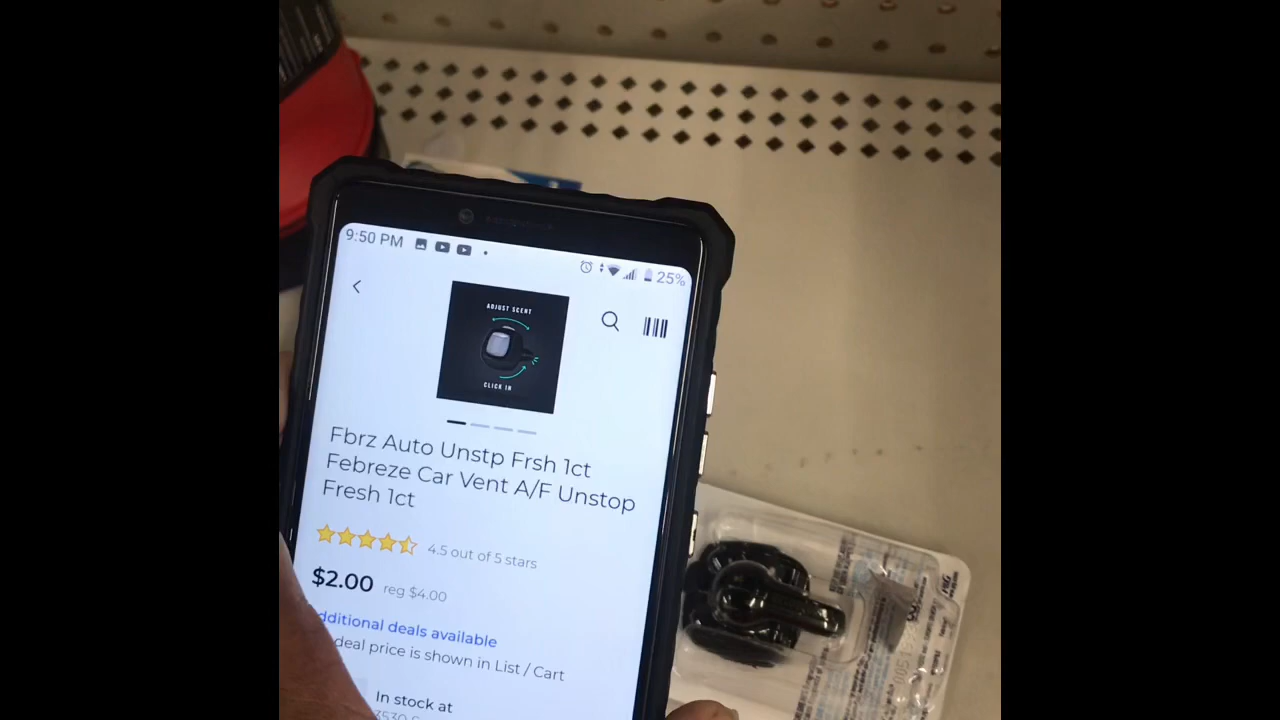 9:50 PM
25%
ADJUST SCENT
CLICK IN
Fbrz Auto Unstp Frsh 1ct
Febreze Car Vent A/F Unstop
Fresh 1ct
4.5 out of 5 stars
$2.00 reg $4.00
dditional deals available
deal price is shown in List / Cart
In stock at
3530 S